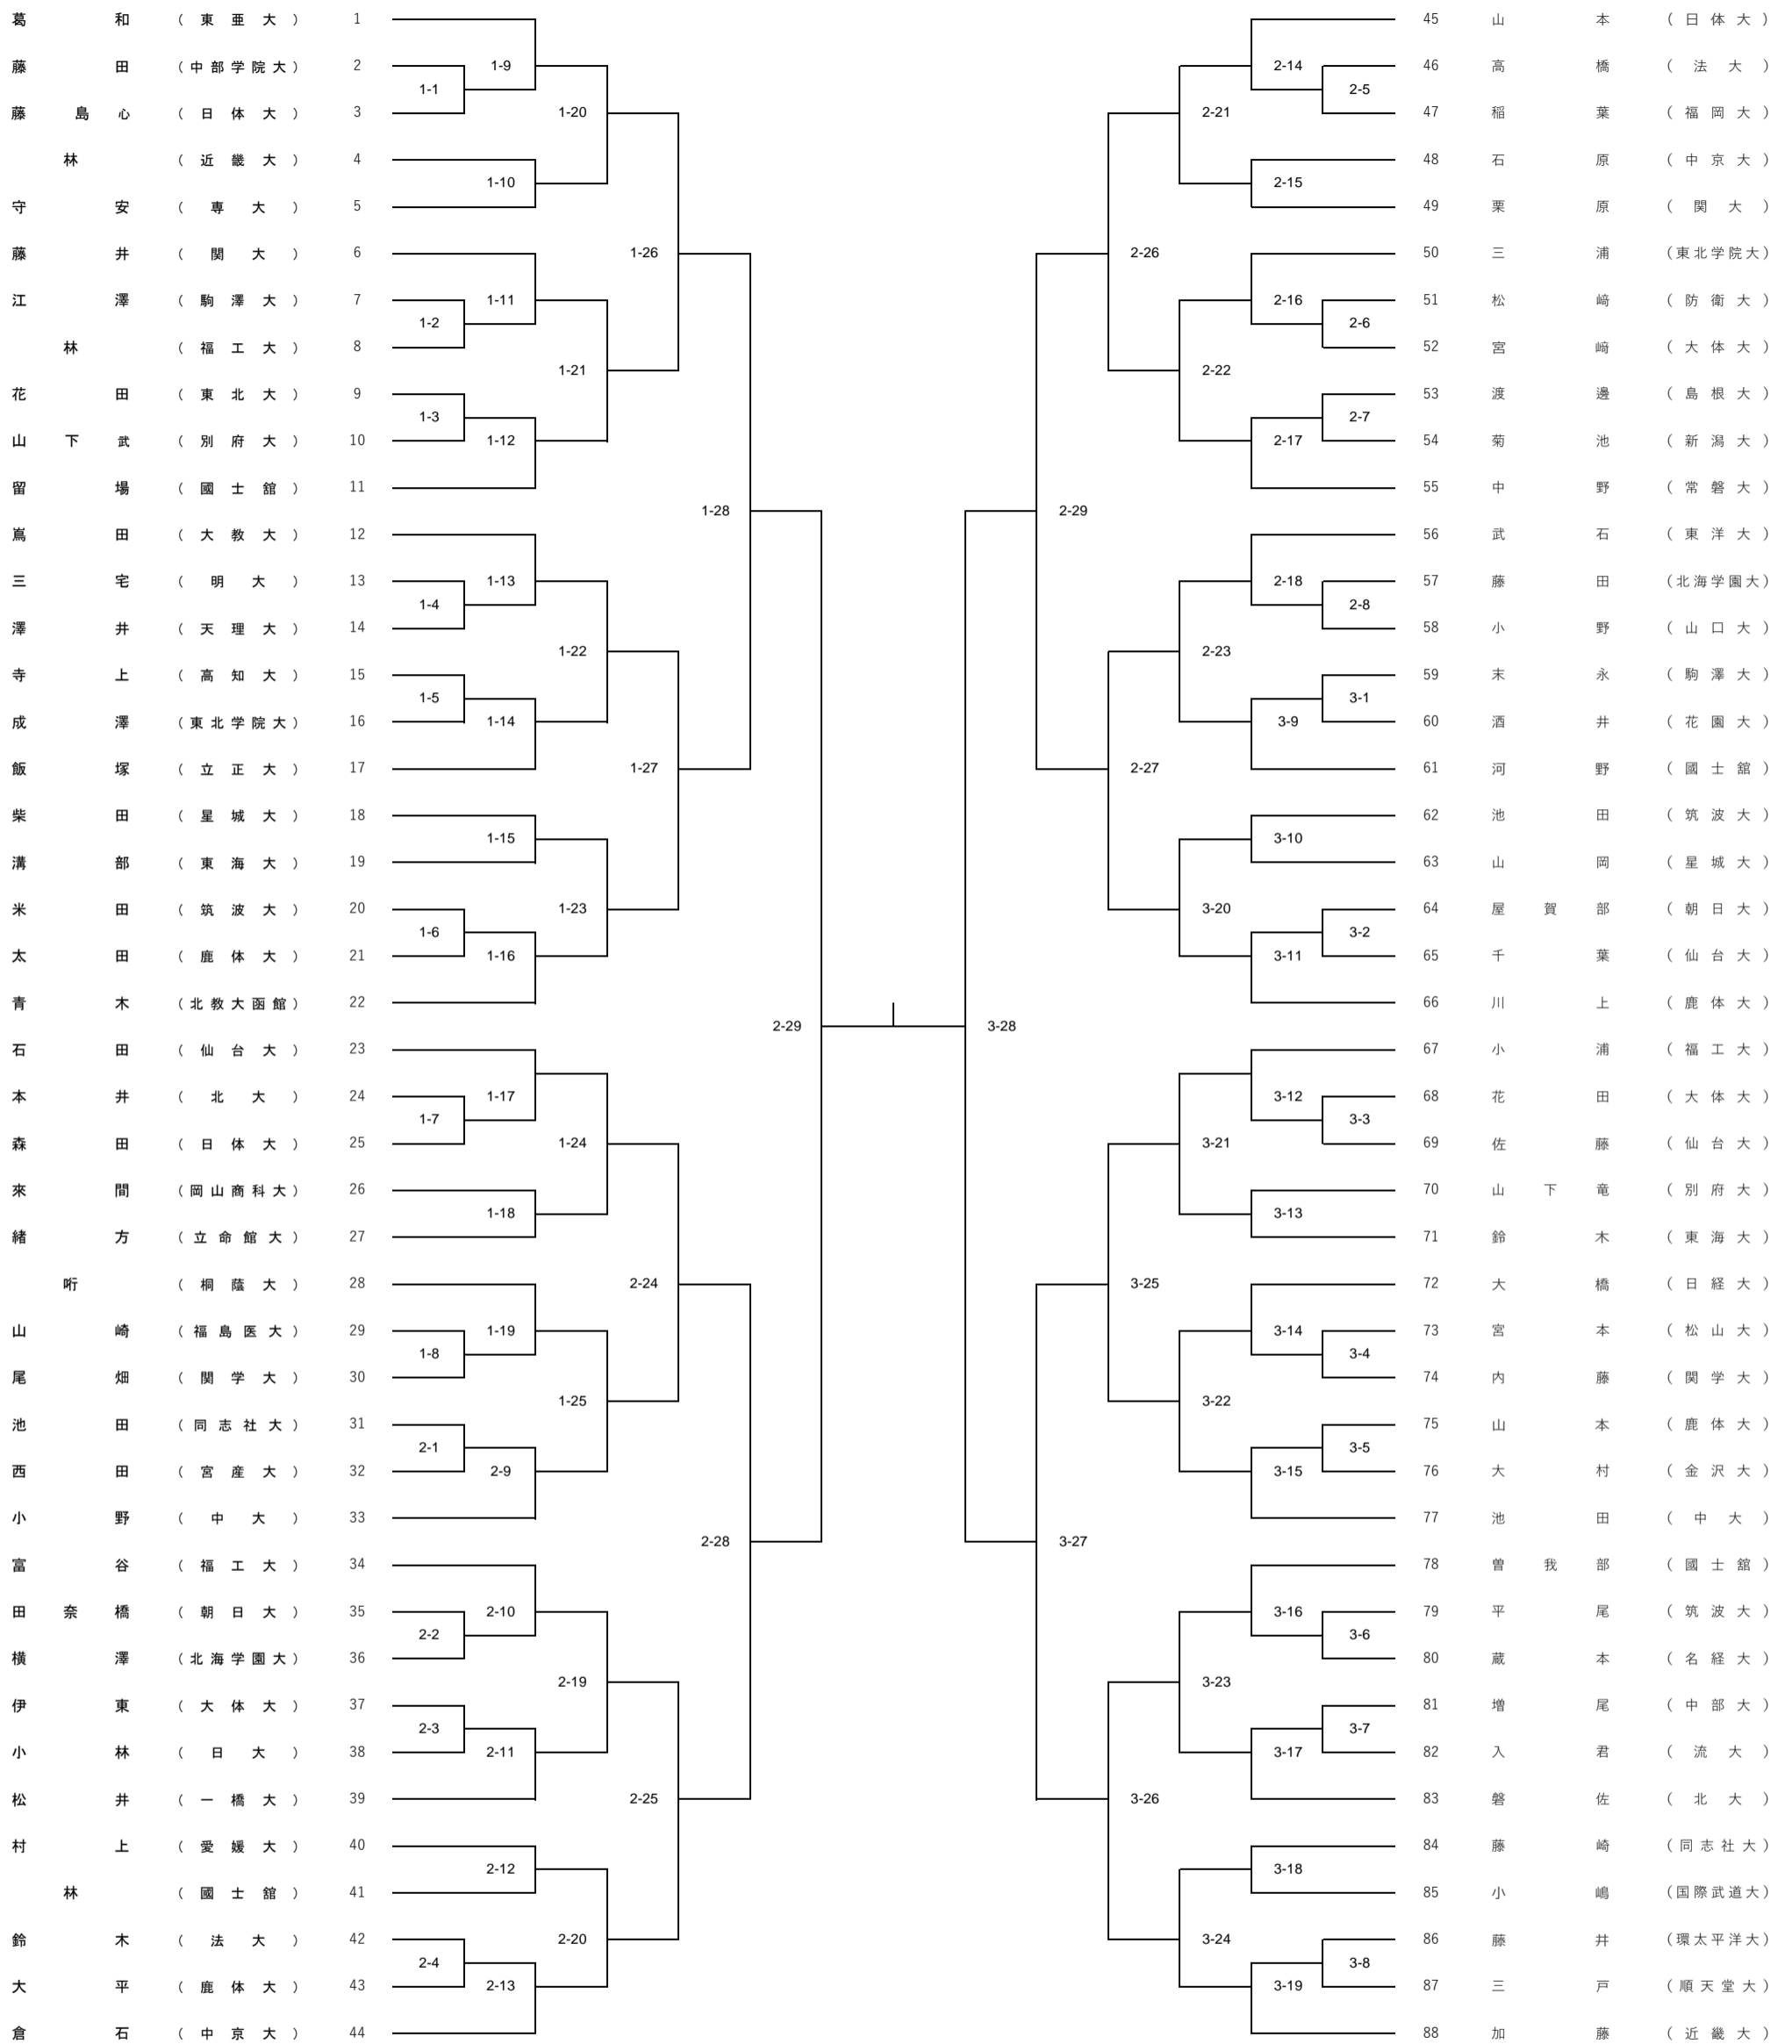 葛和 （東亜大） 1
藤田 （中部学院大） 2
藤島心 （日体大） 3
林 （近畿大） 4
守安 （専大） 5
藤井 （関大） 6
江澤 （駒澤大） 7
林 （福工大） 8
花田 （東北大） 9
山下武 （別府大） 10
留場 （國士舘） 11
嶌田 （大教大） 12
三宅 （明大） 13
澤井 （天理大） 14
寺上 （高知大） 15
成澤 （東北学院大） 16
飯塚 （立正大） 17
柴田 （星城大） 18
溝部 （東海大） 19
米田 （筑波大） 20
太田 （鹿体大） 21
青木 （北教大函館） 22
石田 （仙台大） 23
本井 （北大） 24
森田 （日体大） 25
來間 （岡山商科大） 26
緒方 （立命館大） 27
哘 （桐蔭大） 28
山崎 （福島医大） 29
尾畑 （関学大） 30
池田 （同志社大） 31
西田 （宮産大） 32
小野 （中大） 33
富谷 （福工大） 34
田奈橋 （朝日大） 35
横澤 （北海学園大） 36
伊東 （大体大） 37
小林 （日大） 38
松井 （一橋大） 39
村上 （愛媛大） 40
林 （國士舘） 41
鈴木 （法大） 42
大平 （鹿体大） 43
倉石 （中京大） 44
1-1
1-2
1-3
1-4
1-5
1-6
1-7
1-8
2-1
2-2
2-3
2-4
1-9
1-10
1-11
1-12
1-13
1-14
1-15
1-16
1-17
1-18
1-19
2-9
2-10
2-11
2-12
2-13
1-20
1-21
1-22
1-23
1-24
1-25
2-19
2-20
1-26
1-27
2-24
2-25
1-28
2-28
2-29
3-28
2-29
3-27
2-26
2-27
3-25
3-26
2-21
2-22
2-23
3-20
3-21
3-22
3-23
3-24
2-14
2-15
2-16
2-17
2-18
3-9
3-10
3-11
3-12
3-13
3-14
3-15
3-16
3-17
3-18
3-19
2-5
2-6
2-7
2-8
3-1
3-2
3-3
3-4
3-5
3-6
3-7
3-8
45 山本 （日体大）
46 高橋 （法大）
47 稲葉 （福岡大）
48 石原 （中京大）
49 栗原 （関大）
50 三浦 （東北学院大）
51 松﨑 （防衛大）
52 宮﨑 （大体大）
53 渡邊 （島根大）
54 菊池 （新潟大）
55 中野 （常磐大）
56 武石 （東洋大）
57 藤田 （北海学園大）
58 小野 （山口大）
59 末永 （駒澤大）
60 酒井 （花園大）
61 河野 （國士舘）
62 池田 （筑波大）
63 山岡 （星城大）
64 屋賀部 （朝日大）
65 千葉 （仙台大）
66 川上 （鹿体大）
67 小浦 （福工大）
68 花田 （大体大）
69 佐藤 （仙台大）
70 山下竜 （別府大）
71 鈴木 （東海大）
72 大橋 （日経大）
73 宮本 （松山大）
74 内藤 （関学大）
75 山本 （鹿体大）
76 大村 （金沢大）
77 池田 （中大）
78 曽我部 （國士舘）
79 平尾 （筑波大）
80 蔵本 （名経大）
81 増尾 （中部大）
82 入君 （流大）
83 磐佐 （北大）
84 藤崎 （同志社大）
85 小嶋 （国際武道大）
86 藤井 （環太平洋大）
87 三戸 （順天堂大）
88 加藤 （近畿大）